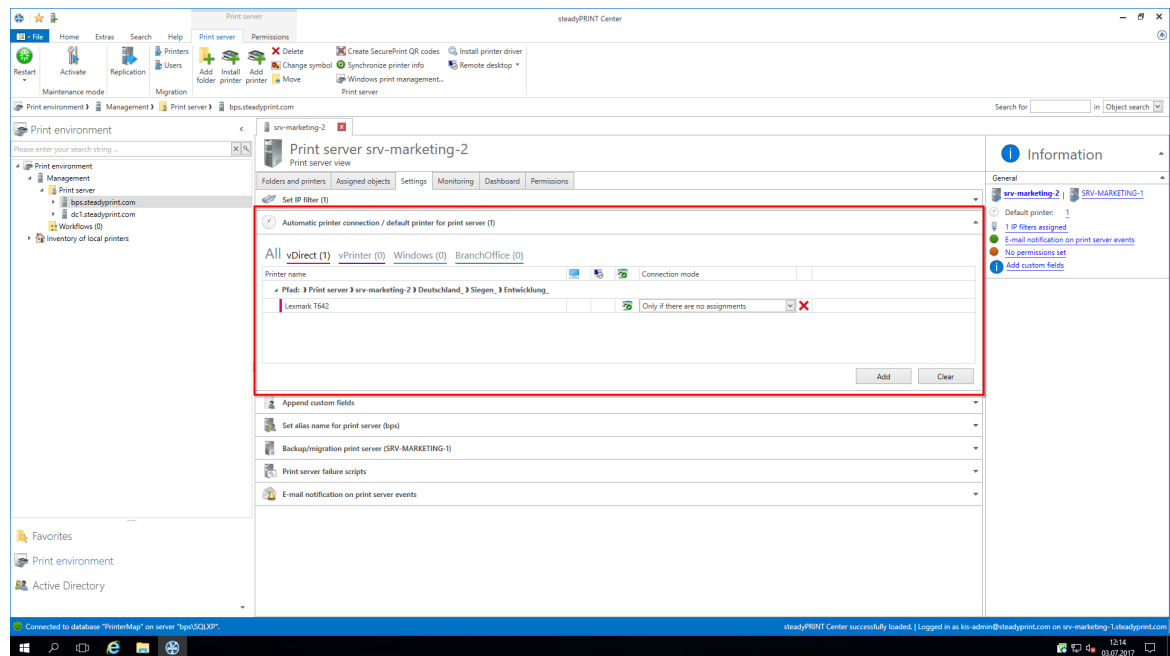 Print server
steadyPRINT Center
File Home Extras Search Help Print server Permissions
Restart
Activate
Replication
Printers
Users
Add folder
Install printer
Add printer
Delete
Change symbol
Move
Create SecurePrint QR codes
Synchronize printer info
Windows print management...
Install printer driver
Remote desktop
Maintenance mode
Migration
Print server
Print environment Management Print server bps.steadyprint.com
Search for in Object search
Print environment
Please enter your search string ...
Print environment
Management
Print server
bps.steadyprint.com
dc1.steadyprint.com
Workflows (0)
Inventory of local printers
Favorites
Print environment
Active Directory
srv-marketing-2
Print server srv-marketing-2
Print server view
Folders and printers Assigned objects Settings Monitoring Dashboard Permissions
Set IP filter (1)
Automatic printer connection / default printer for print server (1)
All vDirect (1) vPrinter (0) Windows (0) BranchOffice (0)
Printer name Connection mode
Pfad: Print server srv-marketing-2 Deutschland_ Siegen_ Entwicklung_
Lexmark T642 Only if there are no assignments
Add Clear
Append custom fields
Set alias name for print server (bps)
Backup/migration print server (SRV-MARKETING-1)
Print server failure scripts
E-mail notification on print server events
Information
General
srv-marketing-2 | SRV-MARKETING-1
Default printer: 1
1 IP filters assigned
E-mail notification on print server events
No permissions set
Add custom fields
Connected to database "PrinterMap" on server "bps\SQLXP".
steadyPRINT Center successfully loaded. | Logged in as kis-admin@steadyprint.com on srv-marketing-1.steadyprint.com
12:14
03.07.2017